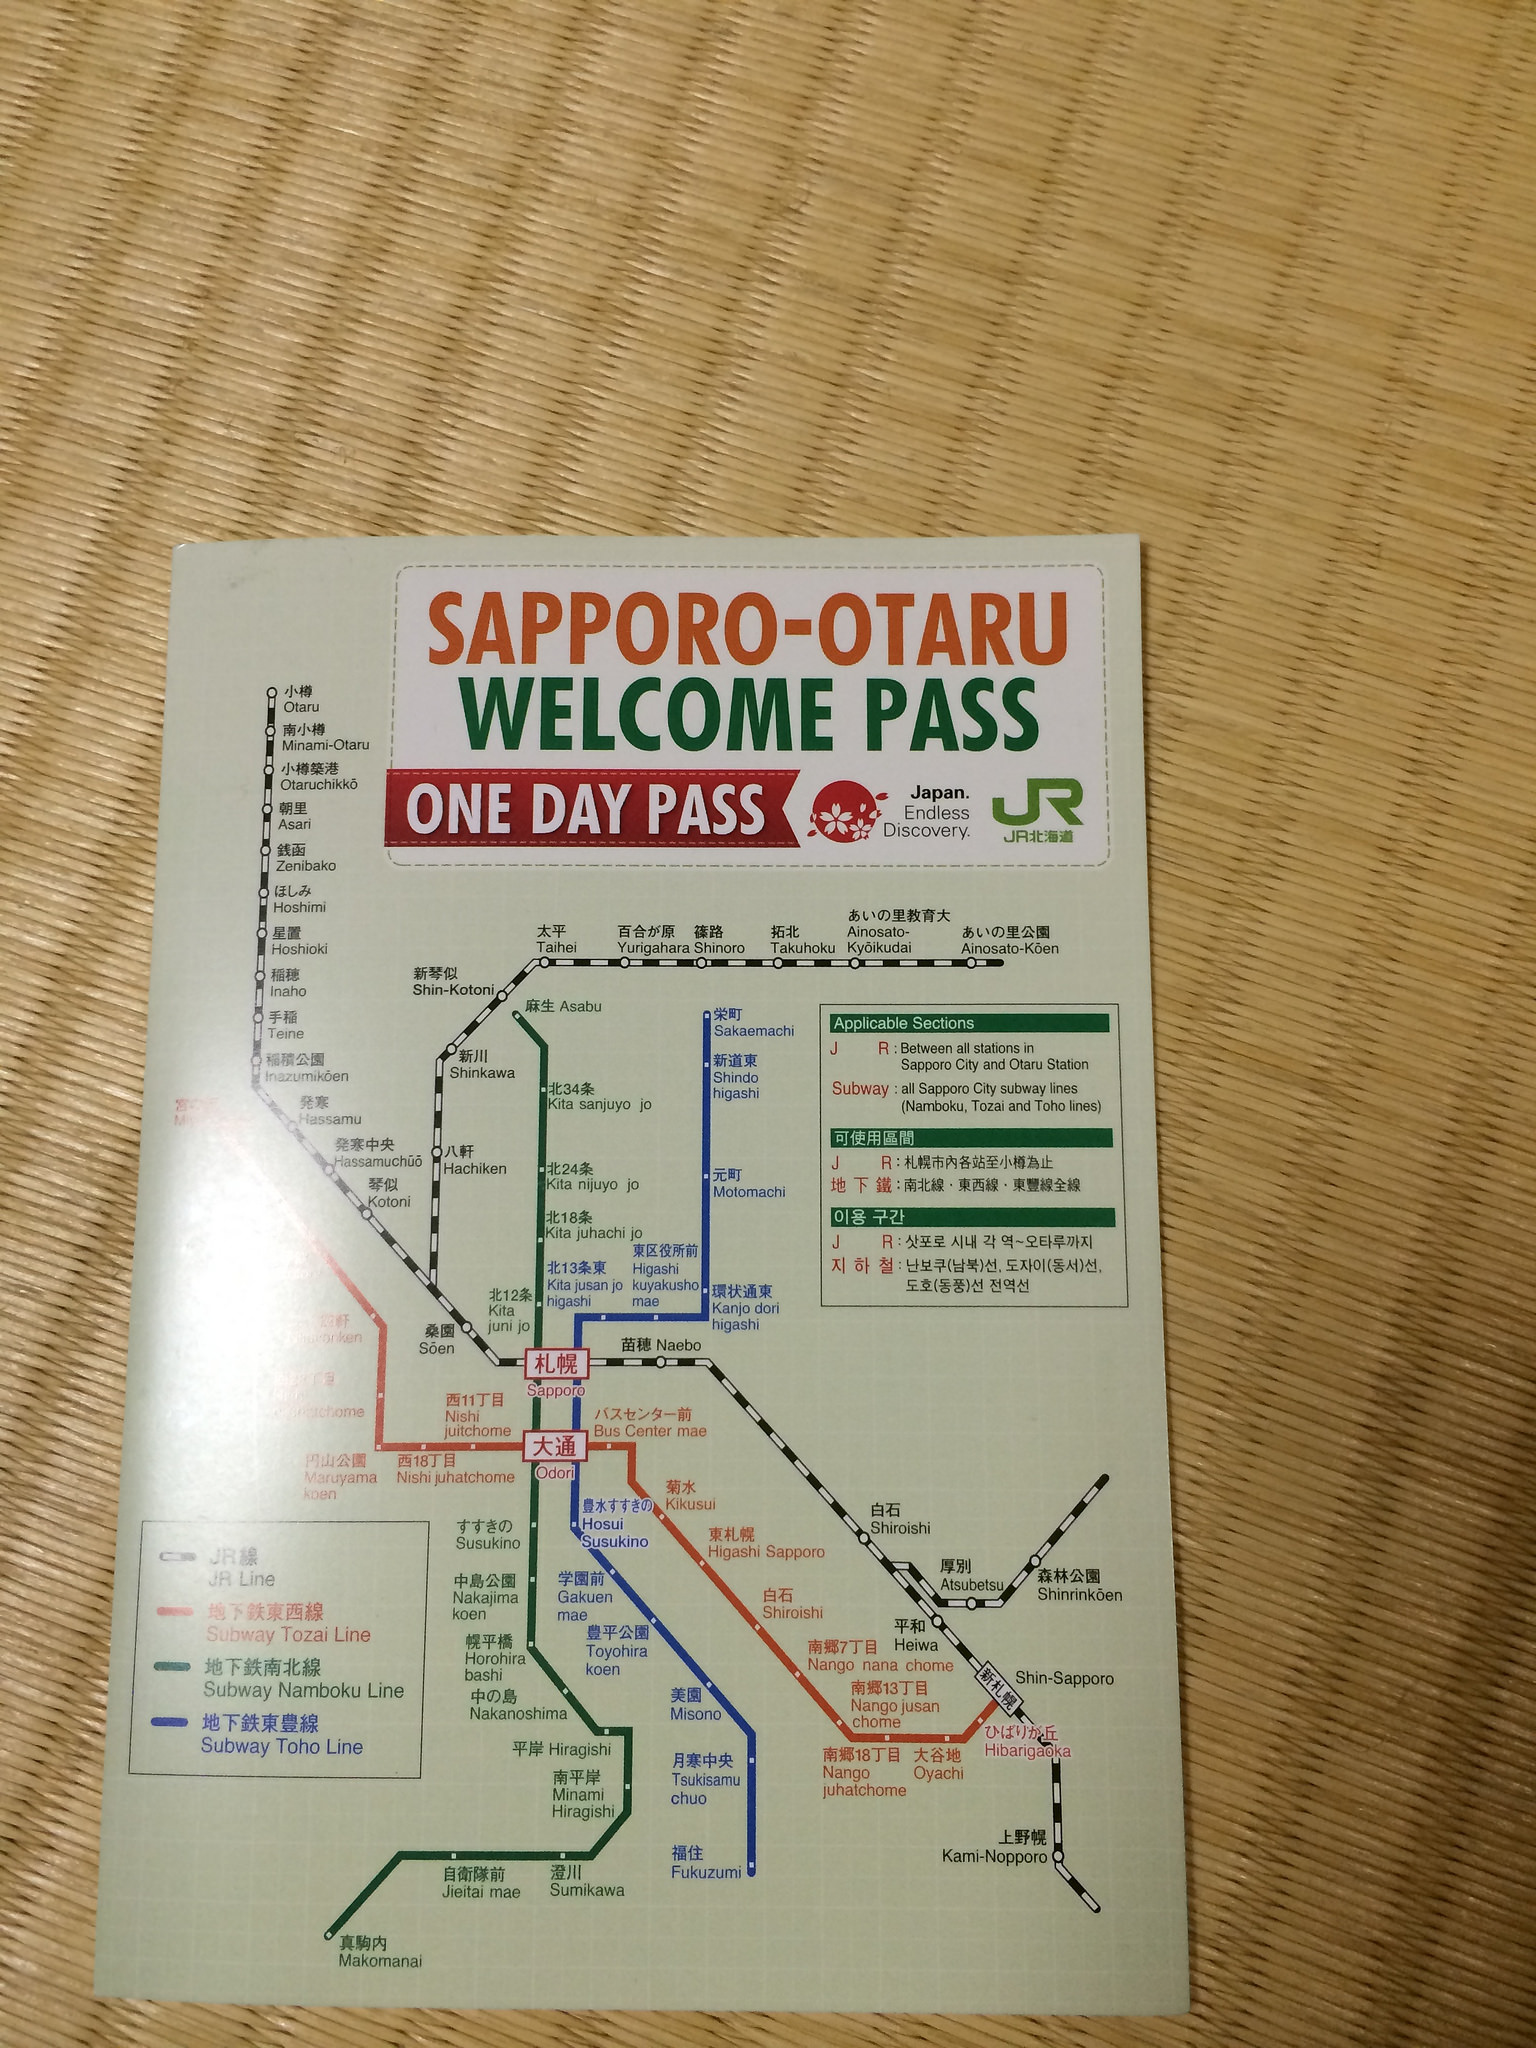 SAPPORO-OTARU
WELCOME PASS
ONE DAY PASS
Japan.
Endless
Discovery.
JR
JR北海道
小樽
Otaru
南小樽
Minami-Otaru
小樽築港
Otaruchikkō
朝里
Asari
銭函
Zenibako
ほしみ
Hoshimi
星置
Hoshioki
稲穂
Inaho
手稲
Teine
稲積公園
Inazumikōen
発寒
Hassamu
発寒中央
Hassamuchūō
琴似
Kotoni
桑園
Sōen
太平
Taihei
百合が原
Yurigahara
篠路
Shinoro
拓北
Takuhoku
あいの里教育大
Ainosato-
Kyōikudai
あいの里公園
Ainosato-Kōen
新琴似
Shin-Kotoni
新川
Shinkawa
八軒
Hachiken
麻生 Asabu
北34条
Kita sanjuyo jo
北24条
Kita nijuyo jo
北18条
Kita juhachi jo
北12条
Kita
juni jo
栄町
Sakaemachi
新道東
Shindo
higashi
元町
Motomachi
環状通東
Kanjo dori
higashi
東区役所前
Higashi
kuyakusho
mae
北13条東
Kita jusan jo
higashi
Applicable Sections
J R : Between all stations in
Sapporo City and Otaru Station
Subway : all Sapporo City subway lines
(Namboku, Tozai and Toho lines)
可使用區間
J R : 札幌市內各站至小樽為止
地下鐵 : 南北線・東西線・東豐線全線
이용 구간
J R : 삿포로 시내 각 역~오타루까지
지하철 : 난보쿠(남북)선, 도자이(동서)선,
도호(동풍)선 전역선
札幌
Sapporo
苗穂 Naebo
大通
Odori
西11丁目
Nishi
juitchome
西18丁目
Nishi juhatchome
円山公園
Maruyama
koen
バスセンター前
Bus Center mae
菊水
Kikusui
東札幌
Higashi Sapporo
白石
Shiroishi
南郷7丁目
Nango nana chome
南郷13丁目
Nango jusan
chome
南郷18丁目
Nango
juhatchome
大谷地
Oyachi
ひばりが丘
Hibarigaoka
白石
Shiroishi
厚別
Atsubetsu
森林公園
Shinrinkōen
平和
Heiwa
新札幌
Shin-Sapporo
上野幌
Kami-Nopporo
豊水すすきの
Hosui
Susukino
学園前
Gakuen
mae
豊平公園
Toyohira
koen
美園
Misono
月寒中央
Tsukisamu
chuo
福住
Fukuzumi
すすきの
Susukino
中島公園
Nakajima
koen
幌平橋
Horohira
bashi
中の島
Nakanoshima
平岸 Hiragishi
南平岸
Minami
Hiragishi
澄川
Sumikawa
自衛隊前
Jieitai mae
真駒内
Makomanai
JR線
JR Line
地下鉄東西線
Subway Tozai Line
地下鉄南北線
Subway Namboku Line
地下鉄東豊線
Subway Toho Line